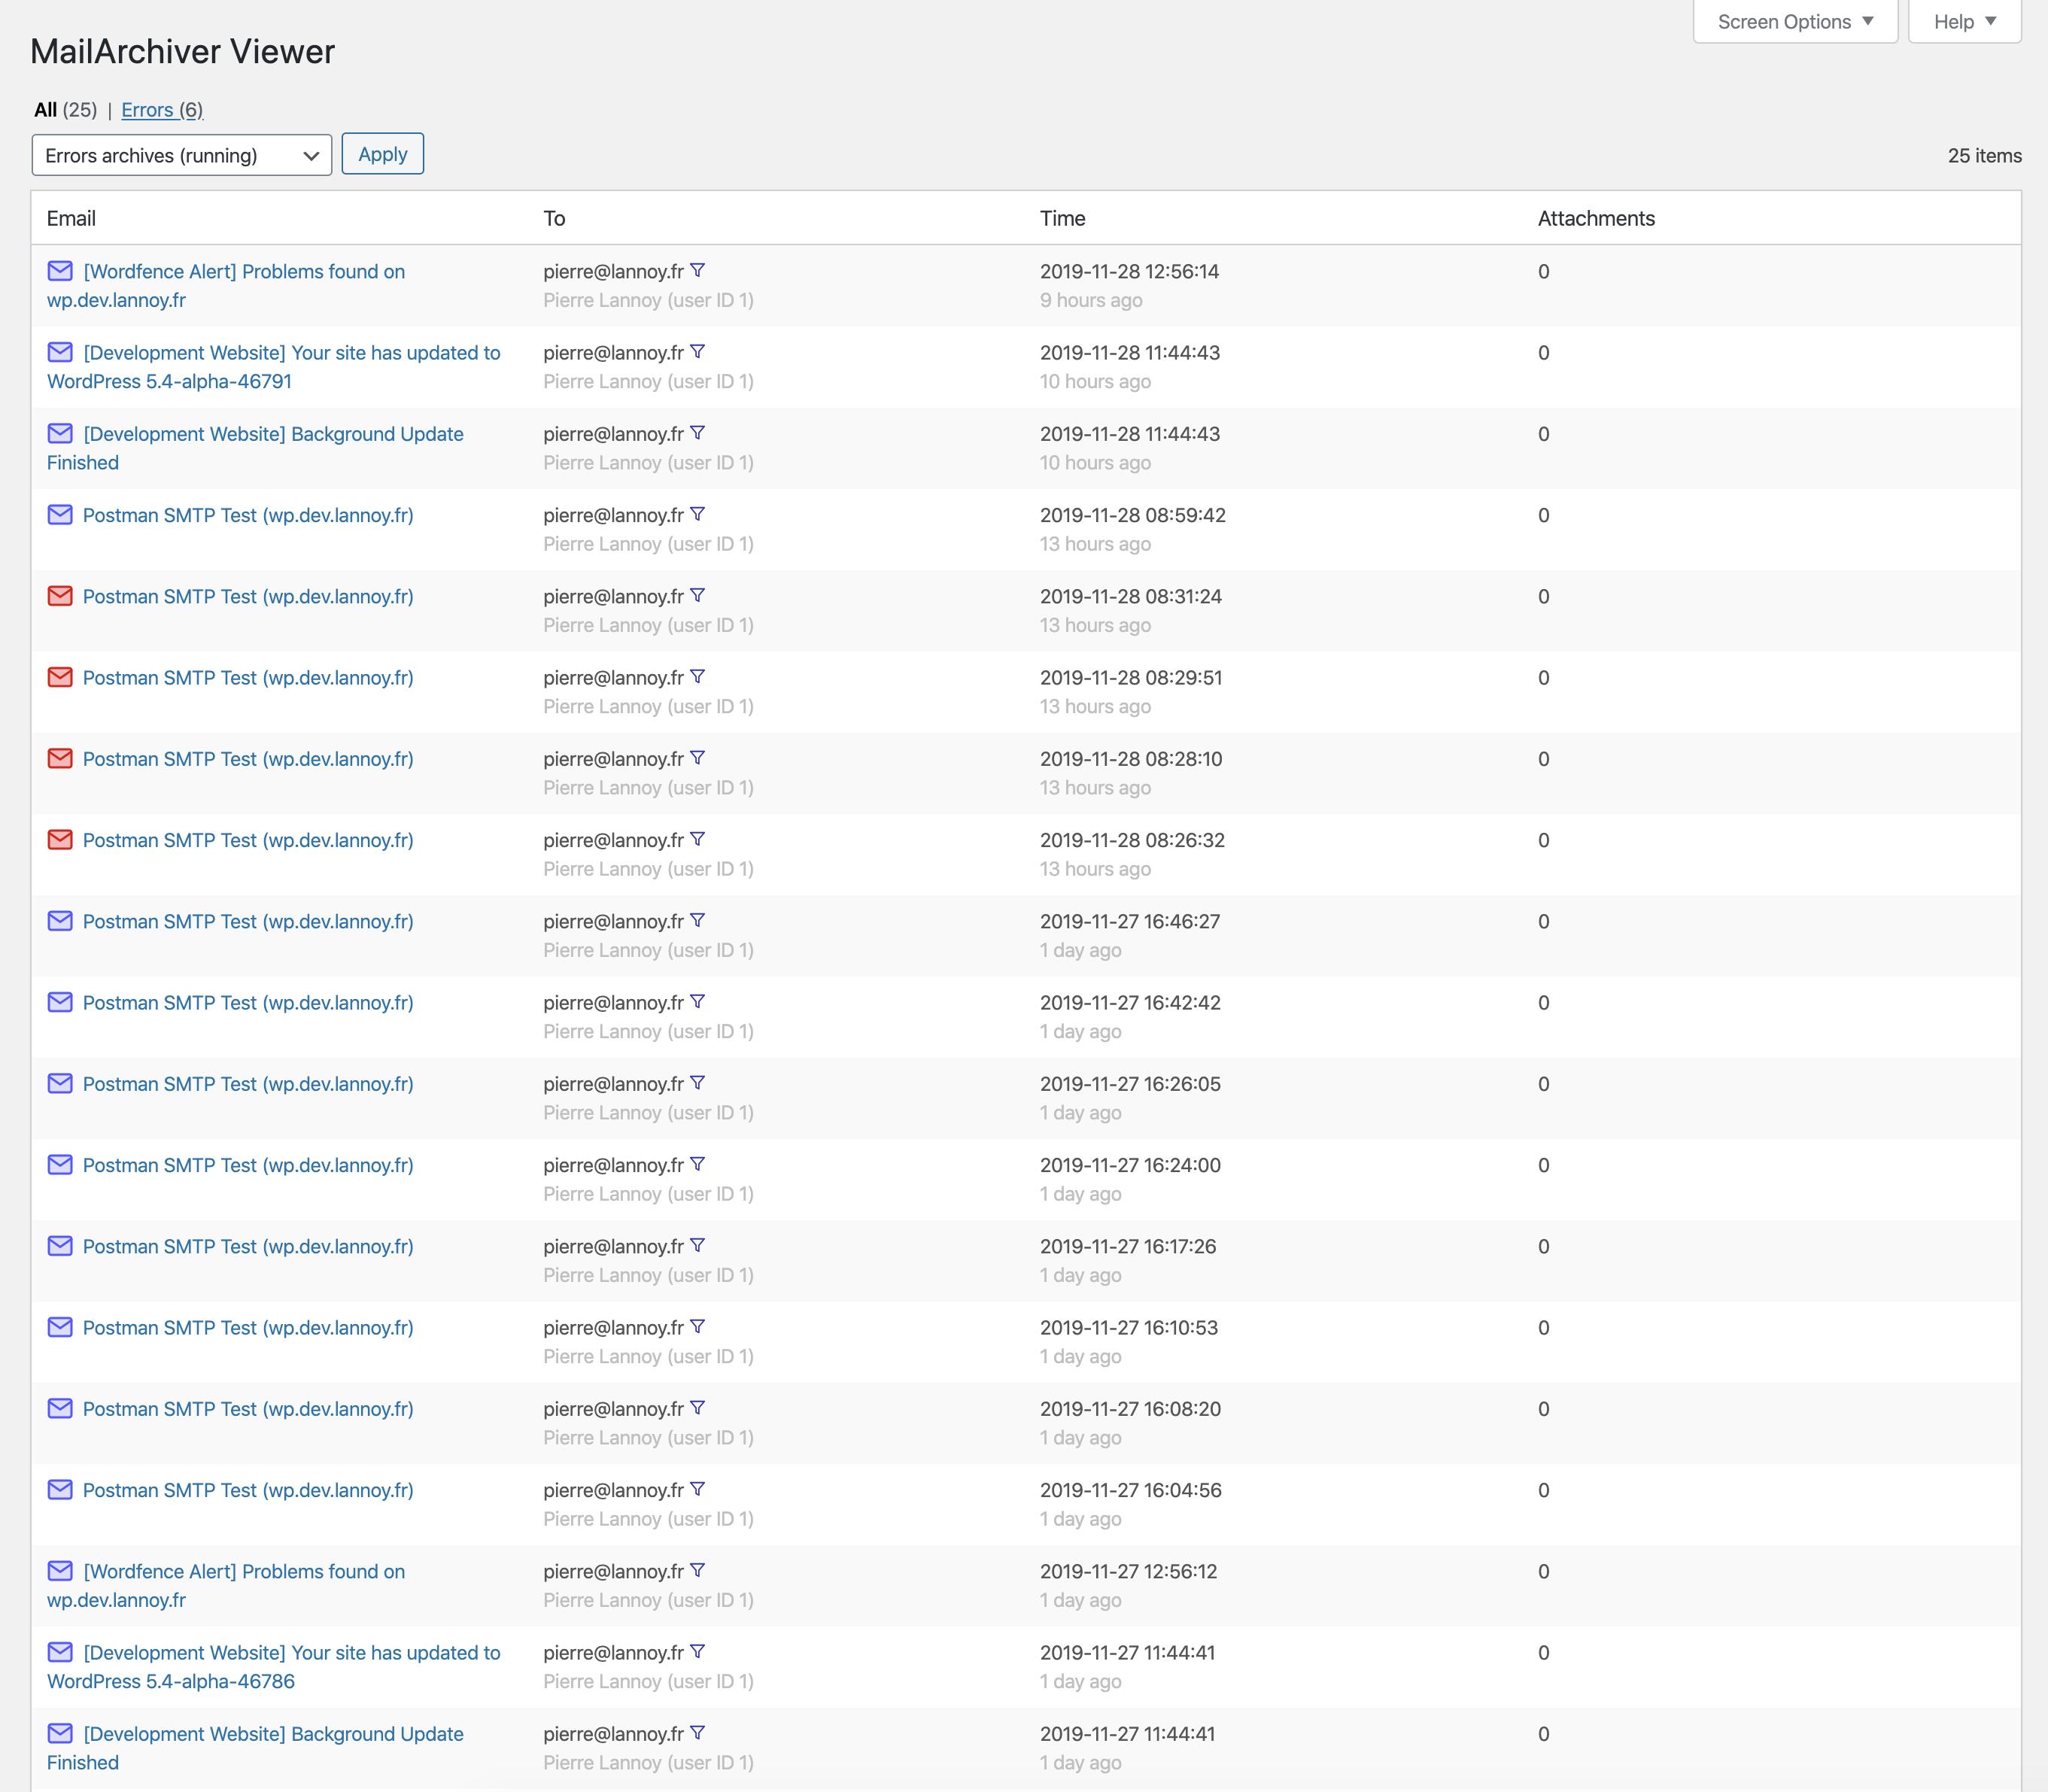 Screen Options ▼ Help ▼
MailArchiver Viewer
All (25) | Errors (6)
Errors archives (running) Apply 25 items
Email To Time Attachments
[Wordfence Alert] Problems found on pierre@lannoy.fr 2019-11-28 12:56:14 0
wp.dev.lannoy.fr Pierre Lannoy (user ID 1) 9 hours ago
[Development Website] Your site has updated to pierre@lannoy.fr 2019-11-28 11:44:43 0
WordPress 5.4-alpha-46791 Pierre Lannoy (user ID 1) 10 hours ago
[Development Website] Background Update pierre@lannoy.fr 2019-11-28 11:44:43 0
Finished Pierre Lannoy (user ID 1) 10 hours ago
Postman SMTP Test (wp.dev.lannoy.fr) pierre@lannoy.fr 2019-11-28 08:59:42 0
Pierre Lannoy (user ID 1) 13 hours ago
Postman SMTP Test (wp.dev.lannoy.fr) pierre@lannoy.fr 2019-11-28 08:31:24 0
Pierre Lannoy (user ID 1) 13 hours ago
Postman SMTP Test (wp.dev.lannoy.fr) pierre@lannoy.fr 2019-11-28 08:29:51 0
Pierre Lannoy (user ID 1) 13 hours ago
Postman SMTP Test (wp.dev.lannoy.fr) pierre@lannoy.fr 2019-11-28 08:28:10 0
Pierre Lannoy (user ID 1) 13 hours ago
Postman SMTP Test (wp.dev.lannoy.fr) pierre@lannoy.fr 2019-11-28 08:26:32 0
Pierre Lannoy (user ID 1) 13 hours ago
Postman SMTP Test (wp.dev.lannoy.fr) pierre@lannoy.fr 2019-11-27 16:46:27 0
Pierre Lannoy (user ID 1) 1 day ago
Postman SMTP Test (wp.dev.lannoy.fr) pierre@lannoy.fr 2019-11-27 16:42:42 0
Pierre Lannoy (user ID 1) 1 day ago
Postman SMTP Test (wp.dev.lannoy.fr) pierre@lannoy.fr 2019-11-27 16:26:05 0
Pierre Lannoy (user ID 1) 1 day ago
Postman SMTP Test (wp.dev.lannoy.fr) pierre@lannoy.fr 2019-11-27 16:24:00 0
Pierre Lannoy (user ID 1) 1 day ago
Postman SMTP Test (wp.dev.lannoy.fr) pierre@lannoy.fr 2019-11-27 16:17:26 0
Pierre Lannoy (user ID 1) 1 day ago
Postman SMTP Test (wp.dev.lannoy.fr) pierre@lannoy.fr 2019-11-27 16:10:53 0
Pierre Lannoy (user ID 1) 1 day ago
Postman SMTP Test (wp.dev.lannoy.fr) pierre@lannoy.fr 2019-11-27 16:08:20 0
Pierre Lannoy (user ID 1) 1 day ago
Postman SMTP Test (wp.dev.lannoy.fr) pierre@lannoy.fr 2019-11-27 16:04:56 0
Pierre Lannoy (user ID 1) 1 day ago
[Wordfence Alert] Problems found on pierre@lannoy.fr 2019-11-27 12:56:12 0
wp.dev.lannoy.fr Pierre Lannoy (user ID 1) 1 day ago
[Development Website] Your site has updated to pierre@lannoy.fr 2019-11-27 11:44:41 0
WordPress 5.4-alpha-46786 Pierre Lannoy (user ID 1) 1 day ago
[Development Website] Background Update pierre@lannoy.fr 2019-11-27 11:44:41 0
Finished Pierre Lannoy (user ID 1) 1 day ago